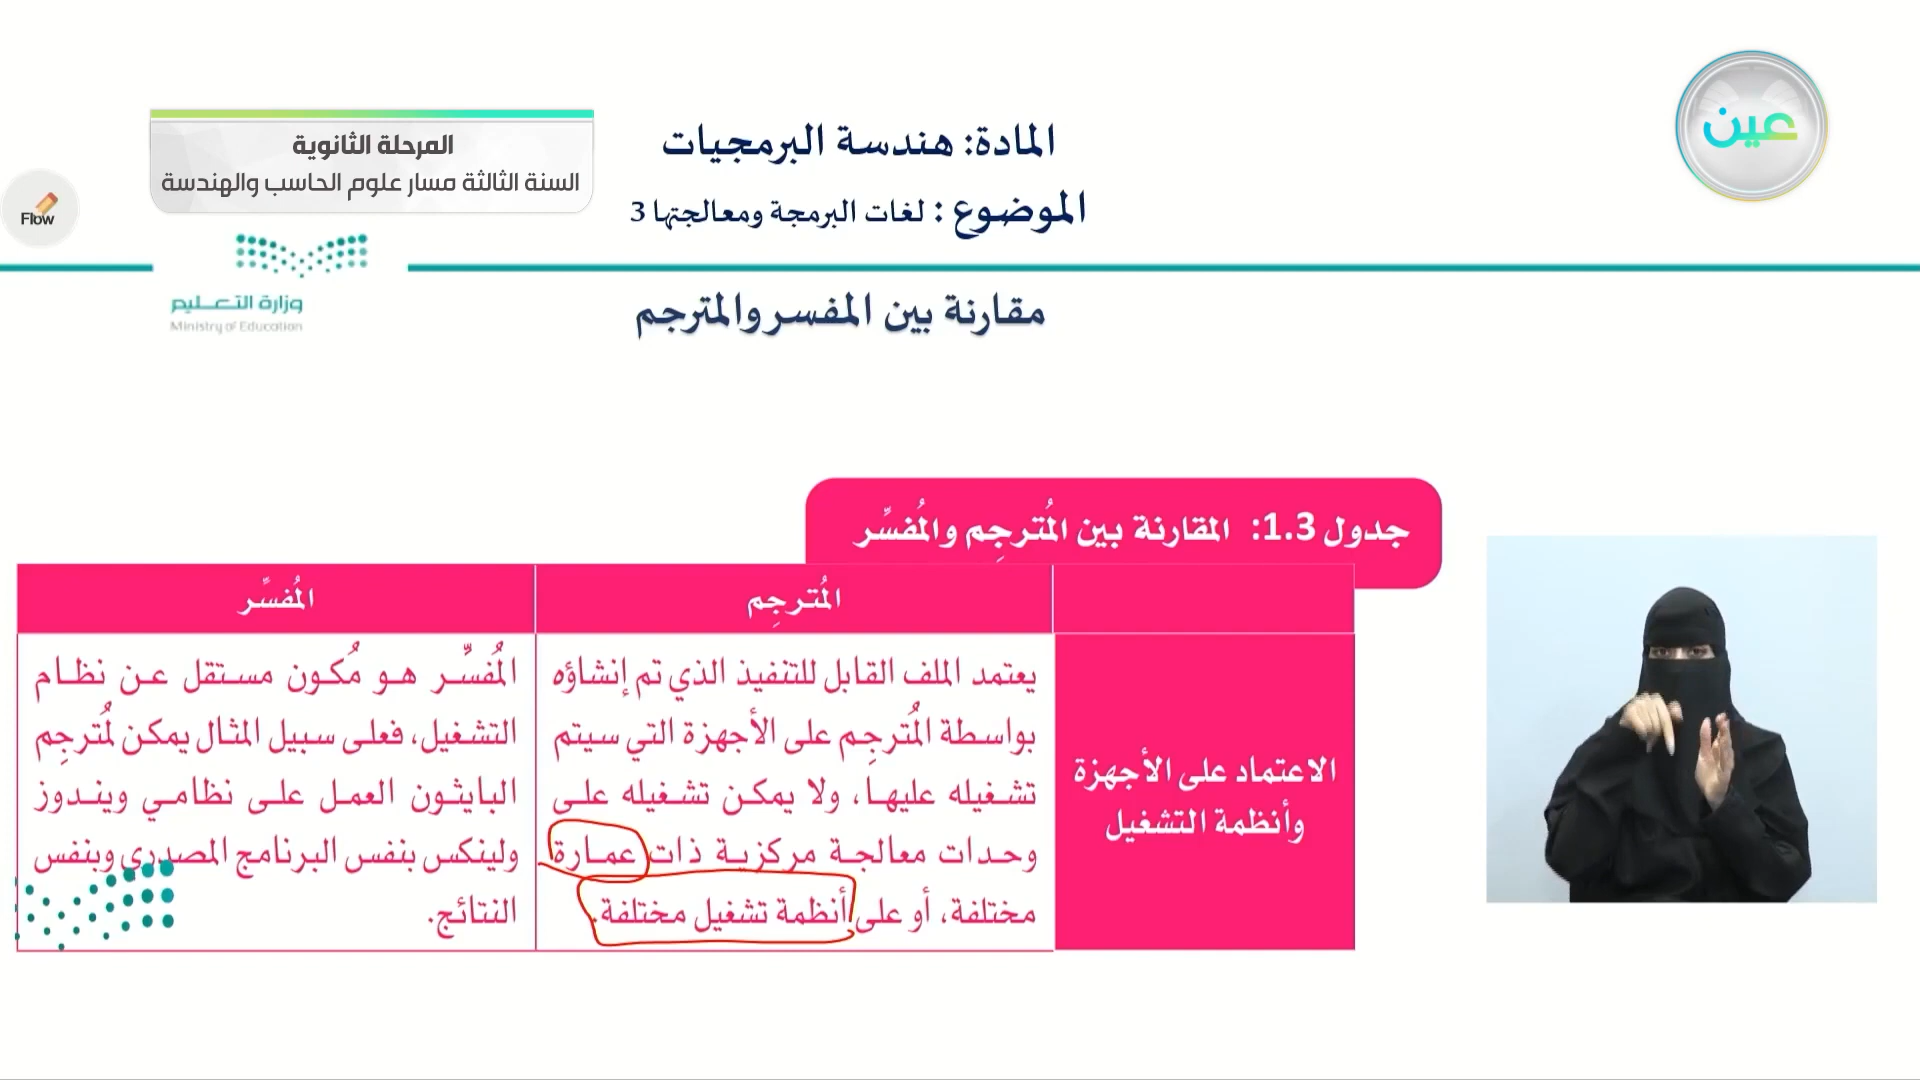 عين
المادة: هندسة البرمجيات
المرحلة الثانوية
السنة الثالثة مسار علوم الحاسب والهندسة
الموضوع : لغات البرمجة ومعالجتها 3
Flow
وزارة التعليم
Ministry of Education
مقارنة بين المفسر والمترجم
جدول 1.3: المقارنة بين المُترجِم والمُفسِّر
المُترجِم
المُفسِّر
الاعتماد على الأجهزة
وأنظمة التشغيل
يعتمد الملف القابل للتنفيذ الذي تم إنشاؤه
بواسطة المُترجِم على الأجهزة التي سيتم
تشغيله عليها، ولا يمكن تشغيله على
وحدات معالجة مركزية ذات عمارة
مختلفة، أو على أنظمة تشغيل مختلفة.
المُفسِّر هو مُكون مستقل عن نظام
التشغيل، فعلى سبيل المثال يمكن لمُترجِم
البايثون العمل على نظامي ويندوز
ولينكس بنفس البرنامج المصدري وبنفس
النتائج.